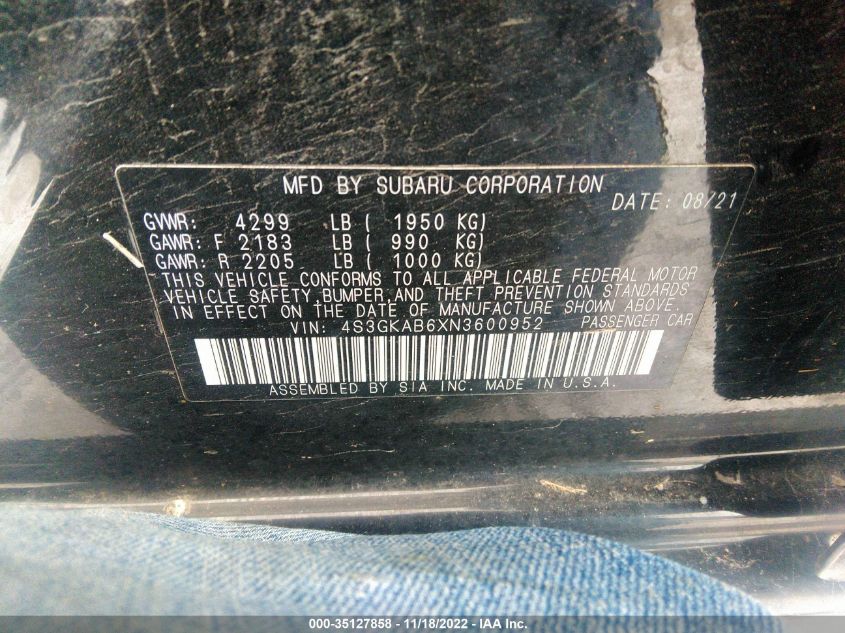 MFD BY SUBARU CORPORATION
DATE: 08/21
GVWR: 4299 LB ( 1950 KG)
GAWR: F 2183 LB ( 990 KG)
GAWR: R 2205 LB ( 1000 KG)
THIS VEHICLE CONFORMS TO ALL APPLICABLE FEDERAL MOTOR
VEHICLE SAFETY, BUMPER, AND THEFT PREVENTION STANDARDS
IN EFFECT ON THE DATE OF MANUFACTURE SHOWN ABOVE.
VIN: 4S3GKAB6XN3600952 PASSENGER CAR
ASSEMBLED BY SIA INC. MADE IN U.S.A.
000-35127858 - 11/18/2022 - IAA Inc.